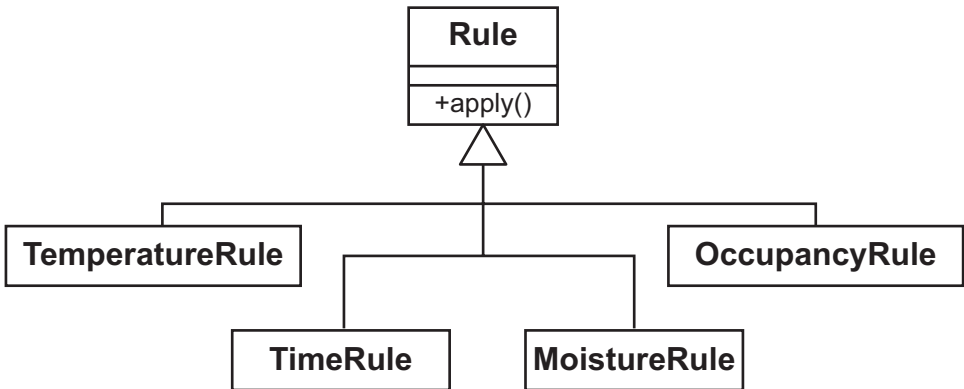 Rule
+apply()
TemperatureRule
OccupancyRule
TimeRule
MoistureRule